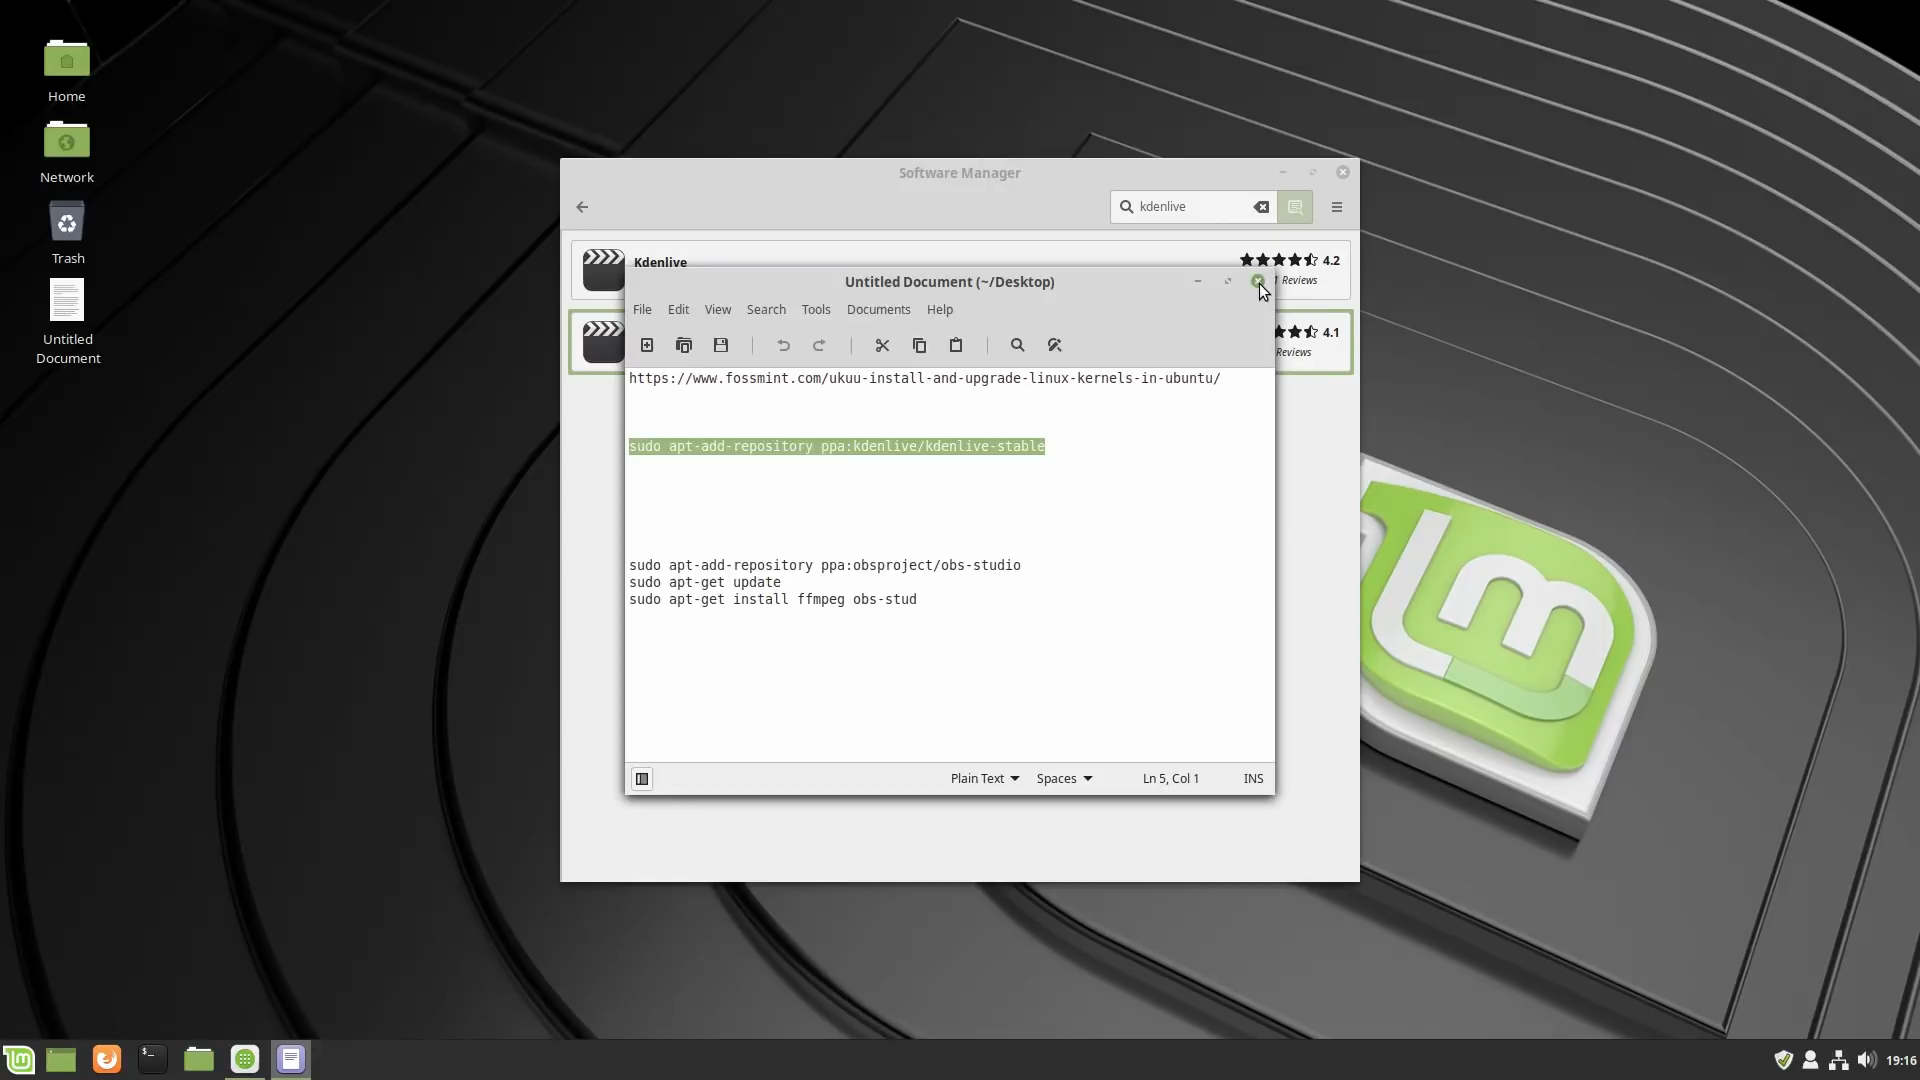 Home
Network
Trash
Untitled
Document
Software Manager
kdenlive
Kdenlive
4.2
1 Reviews
4.1
Reviews
Untitled Document (~/Desktop)
File Edit View Search Tools Documents Help
https://www.fossmint.com/ukuu-install-and-upgrade-linux-kernels-in-ubuntu/
sudo apt-add-repository ppa:kdenlive/kdenlive-stable
sudo apt-add-repository ppa:obsproject/obs-studio
sudo apt-get update
sudo apt-get install ffmpeg obs-stud
Plain Text Spaces Ln 5, Col 1 INS
19:16